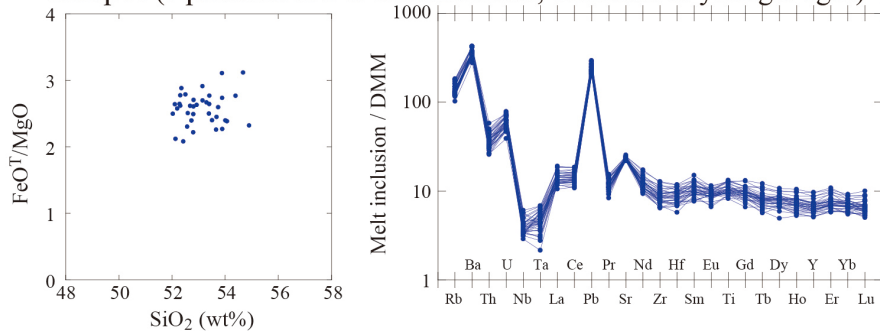 4
3
2
1
0
48
50
52
54
56
58
FeOᵀ/MgO
SiO₂ (wt%)
1000
100
10
1
Melt inclusion / DMM
Ba
U
Ta
Ce
Pr
Nd
Hf
Eu
Gd
Dy
Y
Yb
Rb
Th
Nb
La
Pb
Sr
Zr
Sm
Ti
Tb
Ho
Er
Lu